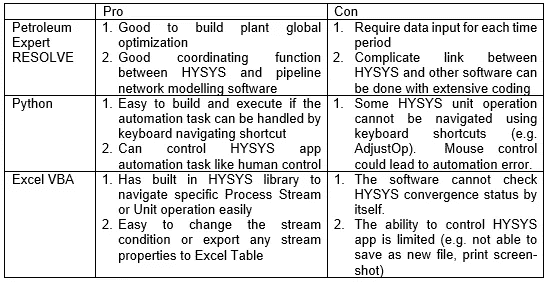 Pro
Con
Petroleum
Expert
RESOLVE
1. Good to build plant global
optimization
2. Good coordinating function
between HYSYS and pipeline
network modelling software
1. Require data input for each time
period
2. Complicate link between
HYSYS and other software can
be done with extensive coding
Python
1. Easy to build and execute if the
automation task can be handled by
keyboard navigating shortcut
2. Can control HYSYS app
automation task like human control
1. Some HYSYS unit operation
cannot be navigated using
keyboard shortcuts (e.g.
AdjustOp). Mouse control
could lead to automation error.
Excel VBA
1. Has built in HYSYS library to
navigate specific Process Stream
or Unit operation easily
2. Easy to change the stream
condition or export any stream
properties to Excel Table
1. The software cannot check
HYSYS convergence status by
itself.
2. The ability to control HYSYS
app is limited (e.g. not able to
save as new file, print screen-
shot)